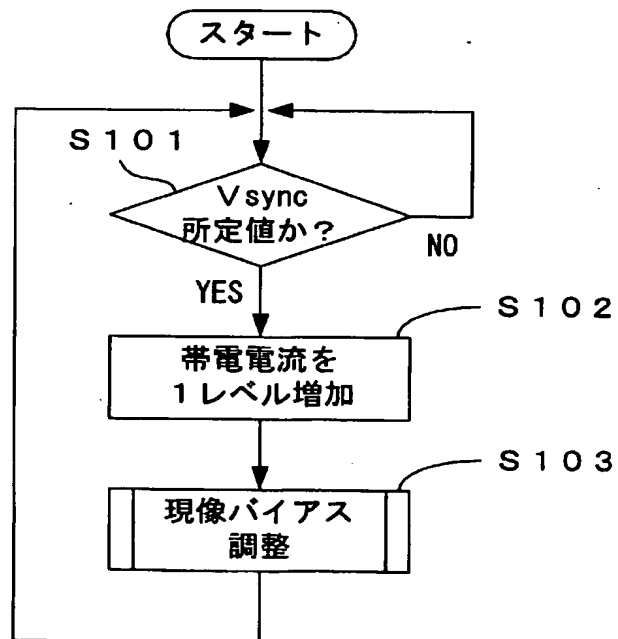 スタート
S101
Vsync
所定値か？
NO
YES
S102
帯電電流を
1レベル増加
S103
現像バイアス
調整